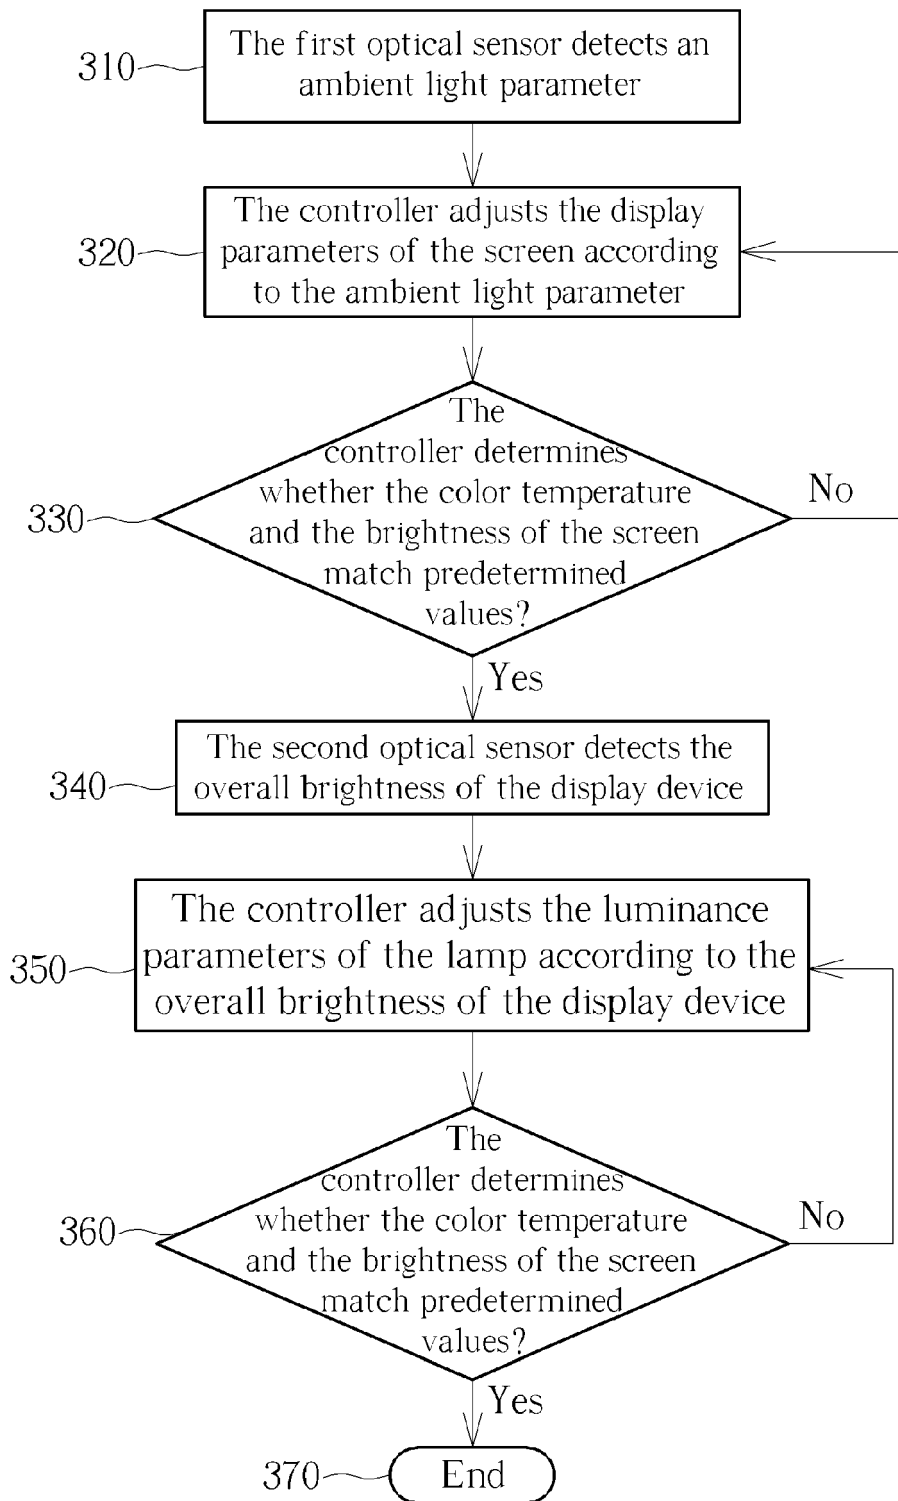 The first optical sensor detects an
310
ambient light parameter
The controller adjusts the display
320
parameters of the screen according
to the ambient light parameter
The
controller determines
whether the color temperature
No
330
and the brightness of the screen
match predetermined
values?
Yes
The second optical sensor detects the
340
overall brightness of the display device
The controller adjusts the luminance
350
parameters of the lamp according to the
overall brightness of the display device
The
controller determines
whether the color temperature
No
360
and the brightness of the screen
match predetermined
values?
Yes
370
End